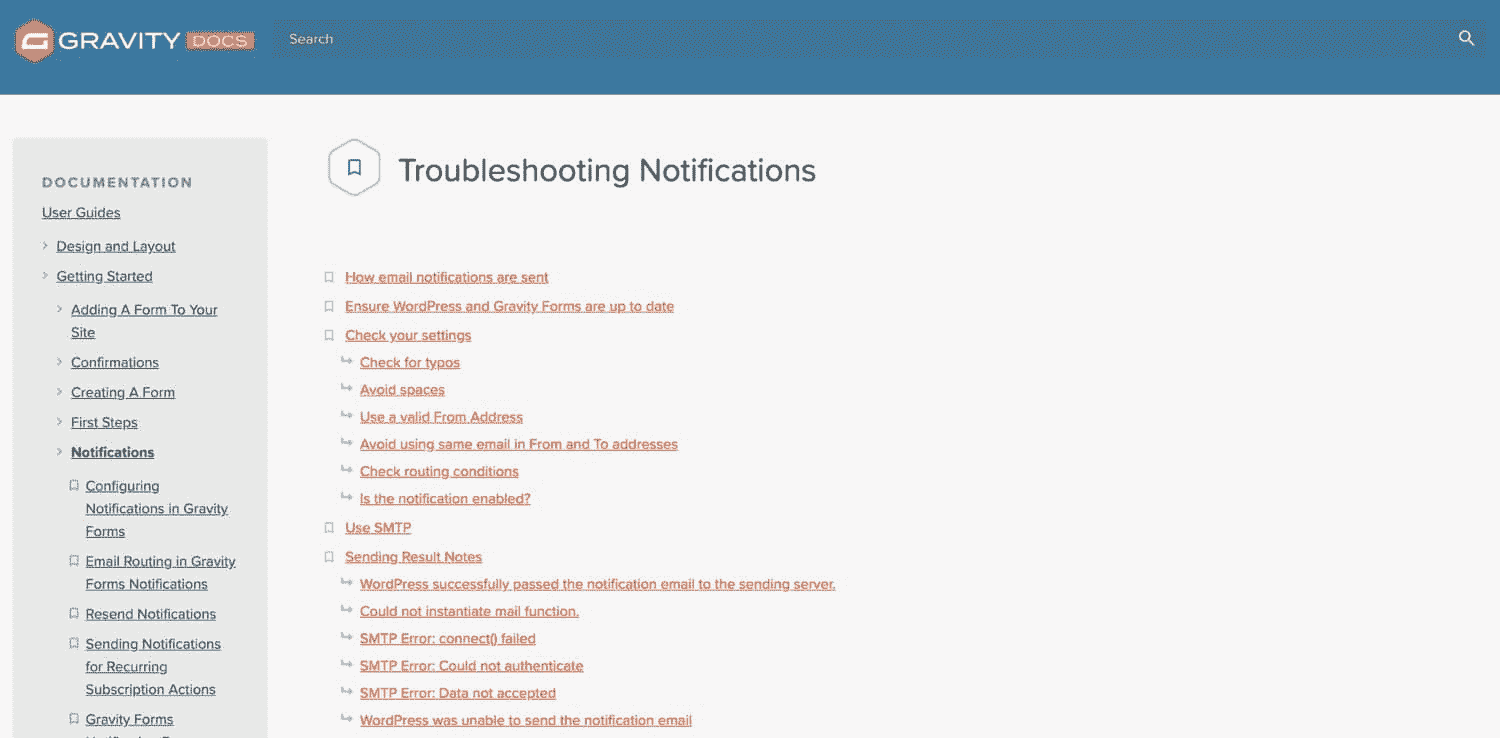 GRAVITY DOCS
Search
DOCUMENTATION
User Guides
Design and Layout
Getting Started
Adding A Form To Your
Site
Confirmations
Creating A Form
First Steps
Notifications
Configuring
Notifications in Gravity
Forms
Email Routing in Gravity
Forms Notifications
Resend Notifications
Sending Notifications
for Recurring
Subscription Actions
Gravity Forms
Troubleshooting Notifications
How email notifications are sent
Ensure WordPress and Gravity Forms are up to date
Check your settings
Check for typos
Avoid spaces
Use a valid From Address
Avoid using same email in From and To addresses
Check routing conditions
Is the notification enabled?
Use SMTP
Sending Result Notes
WordPress successfully passed the notification email to the sending server.
Could not instantiate mail function.
SMTP Error: connect() failed
SMTP Error: Could not authenticate
SMTP Error: Data not accepted
WordPress was unable to send the notification email